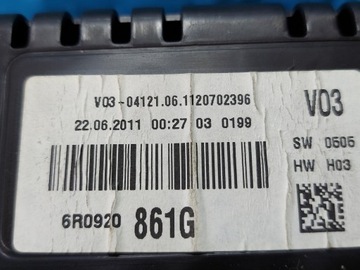 V03-04121.06.1120702396
22.06.2011 00:27 03 0199
V03
SW 0505
HW H03
6R0920 861G